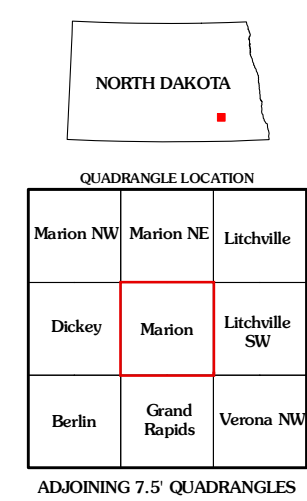 NORTH DAKOTA
QUADRANGLE LOCATION
Marion NW
Marion NE
Litchville
Dickey
Marion
Litchville
SW
Berlin
Grand
Rapids
Verona NW
ADJOINING 7.5' QUADRANGLES